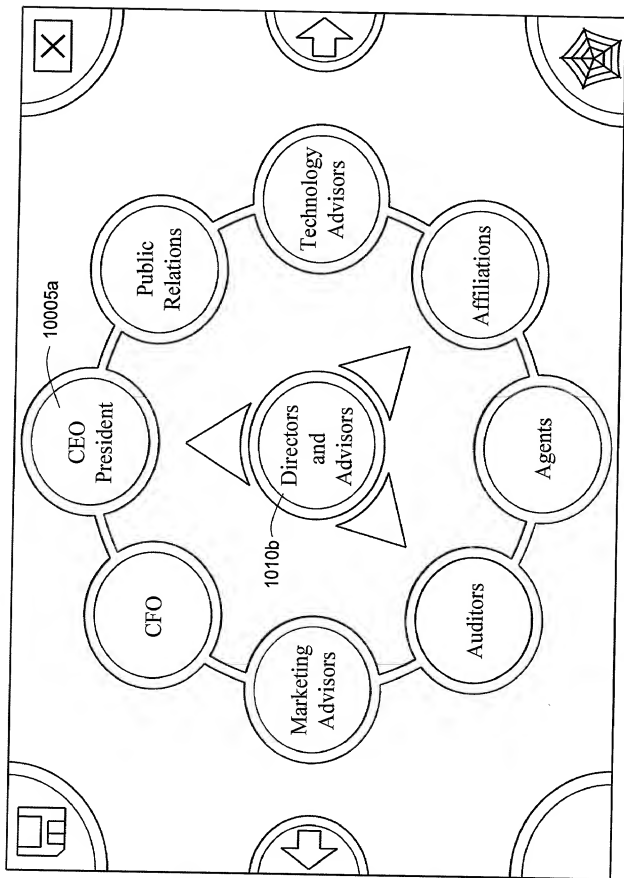 10005a
CEO
President
Public
Relations
Technology
Advisors
Affiliations
Agents
Auditors
Marketing
Advisors
CFO
1010b
Directors
and
Advisors